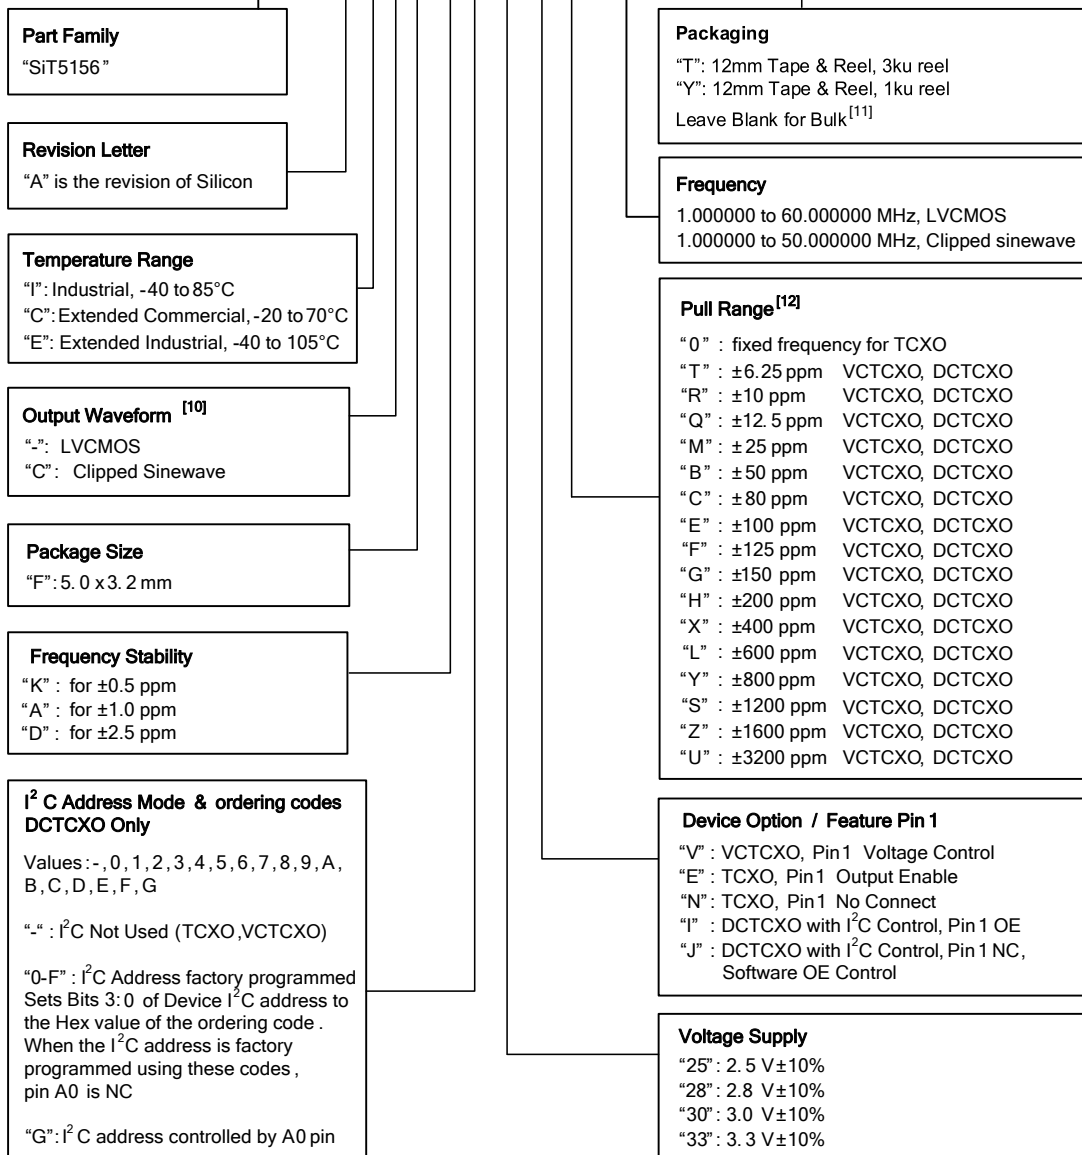 Part Family
“SiT5156”
Revision Letter
“A” is the revision of Silicon
Temperature Range
“I”: Industrial, -40 to 85°C
“C”: Extended Commercial, -20 to 70°C
“E”: Extended Industrial, -40 to 105°C
Output Waveform [10]
“-”: LVCMOS
“C”: Clipped Sinewave
Package Size
“F”: 5.0 x 3.2 mm
Frequency Stability
“K” : for ±0.5 ppm
“A” : for ±1.0 ppm
“D” : for ±2.5 ppm
I² C Address Mode & ordering codes
DCTCXO Only
Values : -, 0, 1, 2, 3, 4, 5, 6, 7, 8, 9, A,
B, C, D, E, F, G
“-“ : I²C Not Used (TCXO ,VCTCXO)
“0-F” : I²C Address factory programmed
Sets Bits 3:0 of Device I²C address to
the Hex value of the ordering code .
When the I²C address is factory
programmed using these codes ,
pin A0 is NC
“G”: I² C address controlled by A0 pin
Packaging
“T”: 12mm Tape & Reel, 3ku reel
“Y”: 12mm Tape & Reel, 1ku reel
Leave Blank for Bulk[11]
Frequency
1.000000 to 60.000000 MHz, LVCMOS
1.000000 to 50.000000 MHz, Clipped sinewave
Pull Range[12]
“0” : fixed frequency for TCXO
“T” : ±6.25 ppm VCTCXO, DCTCXO
“R” : ±10 ppm VCTCXO, DCTCXO
“Q” : ±12.5 ppm VCTCXO, DCTCXO
“M” : ±25 ppm VCTCXO, DCTCXO
“B” : ±50 ppm VCTCXO, DCTCXO
“C” : ±80 ppm VCTCXO, DCTCXO
“E” : ±100 ppm VCTCXO, DCTCXO
“F” : ±125 ppm VCTCXO, DCTCXO
“G” : ±150 ppm VCTCXO, DCTCXO
“H” : ±200 ppm VCTCXO, DCTCXO
“X” : ±400 ppm VCTCXO, DCTCXO
“L” : ±600 ppm VCTCXO, DCTCXO
“Y” : ±800 ppm VCTCXO, DCTCXO
“S” : ±1200 ppm VCTCXO, DCTCXO
“Z” : ±1600 ppm VCTCXO, DCTCXO
“U” : ±3200 ppm VCTCXO, DCTCXO
Device Option / Feature Pin 1
“V” : VCTCXO, Pin1 Voltage Control
“E” : TCXO, Pin1 Output Enable
“N” : TCXO, Pin1 No Connect
“I” : DCTCXO with I²C Control, Pin 1 OE
“J” : DCTCXO with I²C Control, Pin 1 NC,
Software OE Control
Voltage Supply
“25”: 2.5 V±10%
“28”: 2.8 V±10%
“30”: 3.0 V±10%
“33”: 3.3 V±10%